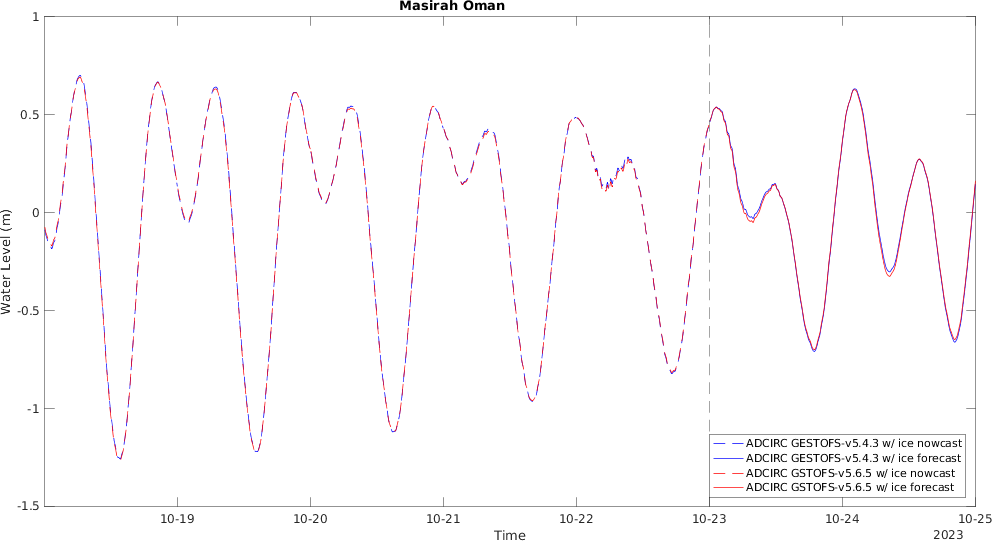 Masirah Oman
Water Level (m)
1
0.5
0
-0.5
-1
-1.5
ADCIRC GESTOFS-v5.4.3 w/ ice nowcast
ADCIRC GESTOFS-v5.4.3 w/ ice forecast
ADCIRC GSTOFS-v5.6.5 w/ ice nowcast
ADCIRC GSTOFS-v5.6.5 w/ ice forecast
10-19 10-20 10-21 10-22 10-23 10-24 10-25
Time
2023